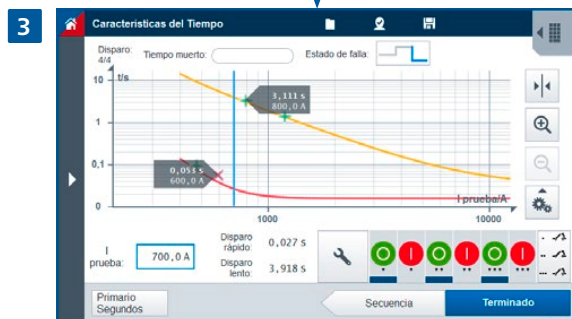 3
Caracteristicas del Tiempo
Disparo: 4/4
Tiempo muerto:
Estado de falla:
t/s
10
1
0,1
0
3,111 s
800,0 A
0,053 s
600,0 A
I prueba/A
1000
10000
I prueba:
700,0 A
Disparo rápido:
0,027 s
Disparo lento:
3,918 s
Primario
Segundos
Secuencia
Terminado